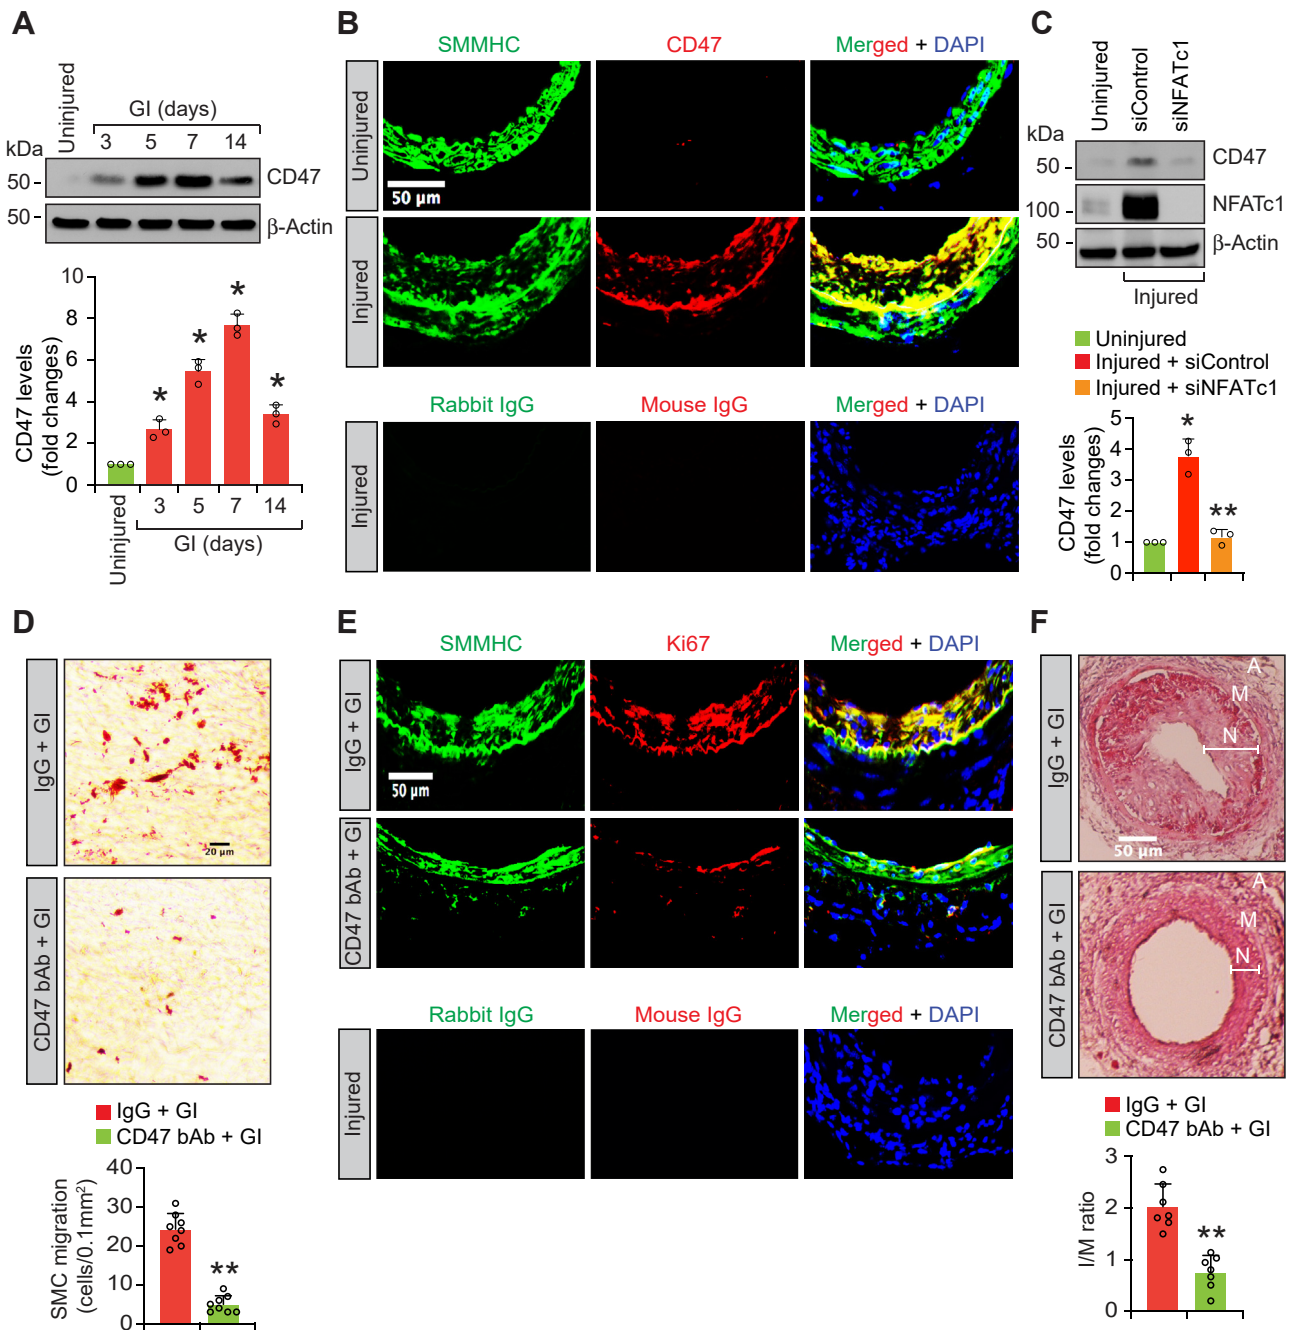 A
Uninjured
GI (days)
3 5 7 14
kDa
50
CD47
50
β-Actin
10
8
6
4
2
0
CD47 levels
(fold changes)
*
*
*
*
Uninjured
3 5 7 14
GI (days)
B
SMMHC CD47 Merged + DAPI
Uninjured
50 µm
Injured
Rabbit IgG Mouse IgG Merged + DAPI
Injured
C
Uninjured
siControl
siNFATc1
kDa
50
CD47
100
NFATc1
50
β-Actin
Injured
Uninjured
Injured + siControl
Injured + siNFATc1
5
4
3
2
1
0
CD47 levels
(fold changes)
*
**
D
IgG + GI
20 µm
CD47 bAb + GI
IgG + GI
CD47 bAb + GI
40
30
20
10
0
SMC migration
(cells/0.1mm²)
**
E
SMMHC Ki67 Merged + DAPI
IgG + GI
50 µm
CD47 bAb + GI
Rabbit IgG Mouse IgG Merged + DAPI
Injured
F
IgG + GI
A
M
N
50 µm
CD47 bAb + GI
A
M
N
IgG + GI
CD47 bAb + GI
3
2
1
0
I/M ratio
**